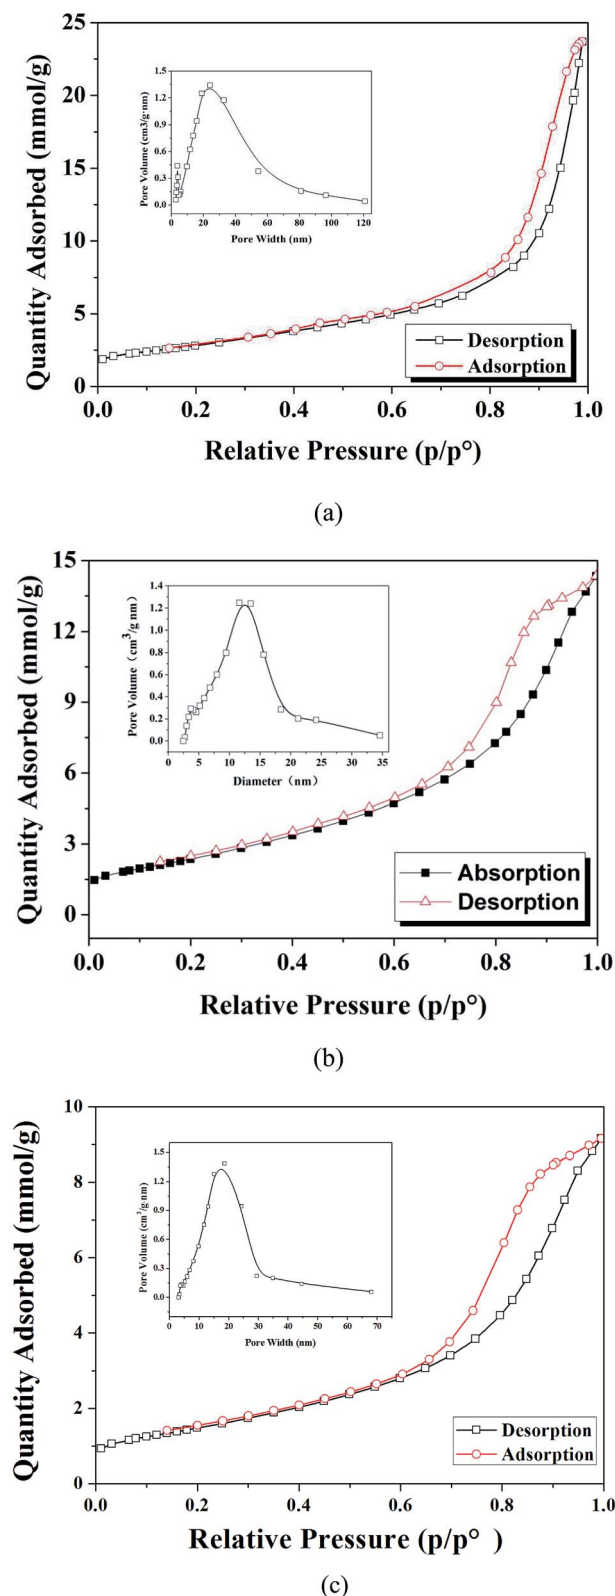 25
20
15
10
5
0
Quantity Adsorbed (mmol/g)
1.5
1.2
0.9
0.6
0.3
0.0
Pore Volume (cm3/g·nm)
0 20 40 60 80 100 120
Pore Width (nm)
Desorption
Adsorption
0.0 0.2 0.4 0.6 0.8 1.0
Relative Pressure (p/p°)
(a)
15
12
9
6
3
0
Quantity Adsorbed (mmol/g)
1.4
1.2
1.0
0.8
0.6
0.4
0.2
0.0
Pore Volume（cm³/g nm）
0 5 10 15 20 25 30 35
Diameter（nm）
Absorption
Desorption
0.0 0.2 0.4 0.6 0.8 1.0
Relative Pressure (p/p°)
(b)
10
8
6
4
2
0
Quantity Adsorbed (mmol/g)
1.5
1.2
0.9
0.6
0.3
0.0
Pore Volume (cm³/g·nm)
0 10 20 30 40 50 60 70
Pore Width (nm)
Desorption
Adsorption
0.0 0.2 0.4 0.6 0.8 1.0
Relative Pressure (p/p° )
(c)